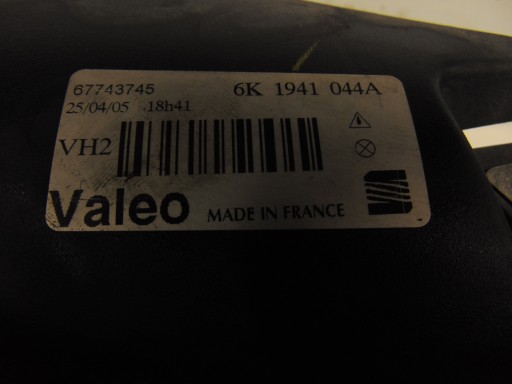 67743745 6K 1941 044A
25/04/05 .18h41
VH2
Valeo MADE IN FRANCE